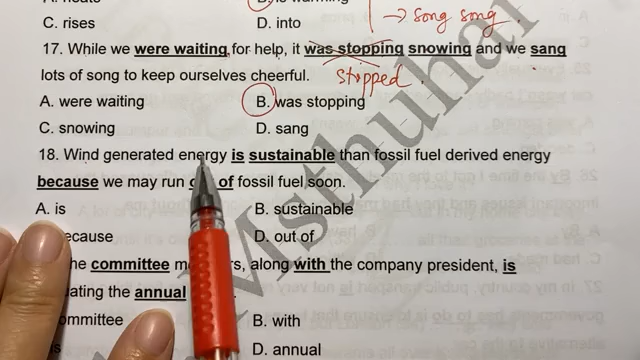 C. rises D. into
→ song song.
17. While we were waiting for help, it was stopping snowing and we sang
lots of song to keep ourselves cheerful.
stopped.
A. were waiting B. was stopping
C. snowing D. sang
18. Wind generated energy is sustainable than fossil fuel derived energy
because we may run of fossil fuel soon.
A. is B. sustainable
D. out of
committee along with the company president, is
the annual
B. with
D. annual
Msthuhai